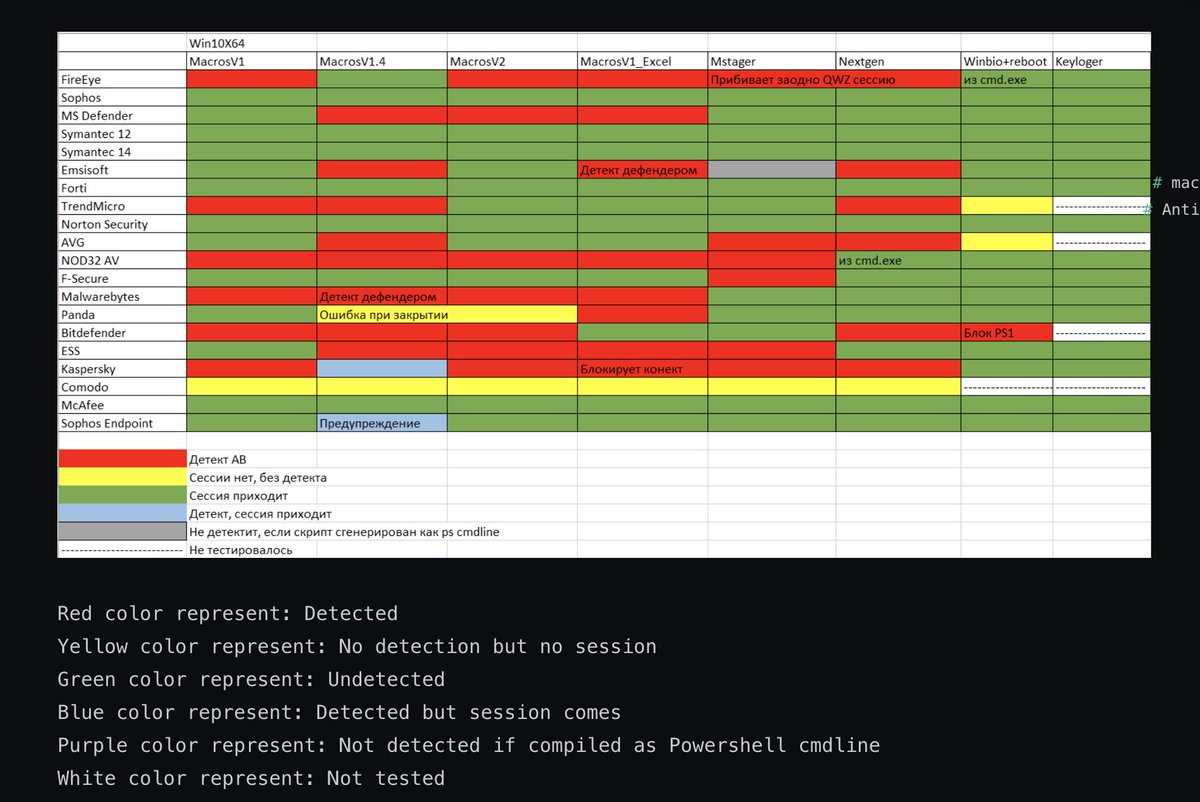 Win10X64
MacrosV1 MacrosV1.4 MacrosV2 MacrosV1_Excel Mstager Nextgen Winbio+reboot Keyloger
FireEye Прибивает заодно QWZ сессию из cmd.exe
Sophos
MS Defender
Symantec 12
Symantec 14
Emsisoft Детект дефендером
Forti
# mac
TrendMicro --------------------
# Anti
Norton Security
AVG --------------------
NOD32 AV из cmd.exe
F-Secure
Malwarebytes Детект дефендером
Panda Ошибка при закрытии
Bitdefender Блок PS1 --------------------
ESS
Kaspersky Блокирует конект
Comodo -------------------- --------------------
McAfee
Sophos Endpoint Предупреждение
Детект АВ
Сессии нет, без детекта
Сессия приходит
Детект, сессия приходит
Не детектит, если скрипт сгенерирован как ps cmdline
--------------------------- Не тестировалось
Red color represent: Detected
Yellow color represent: No detection but no session
Green color represent: Undetected
Blue color represent: Detected but session comes
Purple color represent: Not detected if compiled as Powershell cmdline
White color represent: Not tested